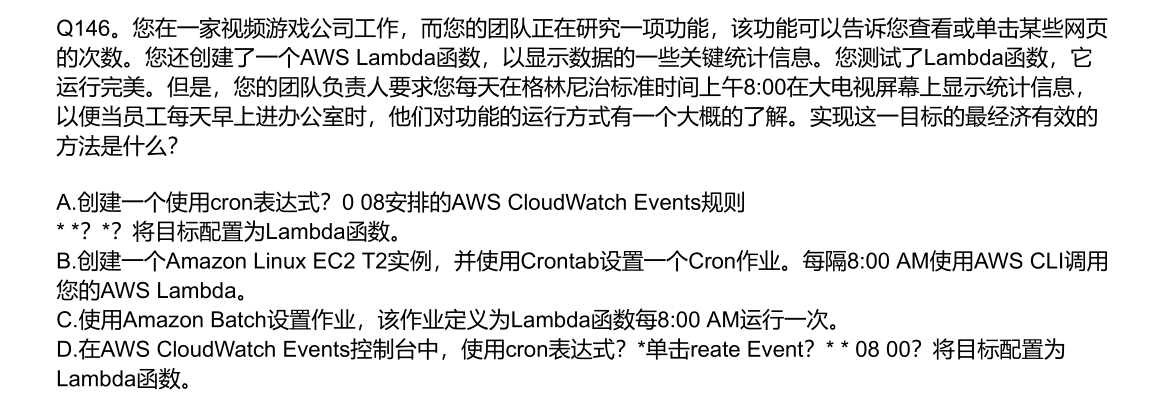 Q146。您在一家视频游戏公司工作，而您的团队正在研究一项功能，该功能可以告诉您查看或单击某些网页
的次数。您还创建了一个AWS Lambda函数，以显示数据的一些关键统计信息。您测试了Lambda函数，它
运行完美。但是，您的团队负责人要求您每天在格林尼治标准时间上午8:00在大电视屏幕上显示统计信息，
以便当员工每天早上进办公室时，他们对功能的运行方式有一个大概的了解。实现这一目标的最经济有效的
方法是什么？
A.创建一个使用cron表达式？0 08安排的AWS CloudWatch Events规则
* *？*？将目标配置为Lambda函数。
B.创建一个Amazon Linux EC2 T2实例，并使用Crontab设置一个Cron作业。每隔8:00 AM使用AWS CLI调用
您的AWS Lambda。
C.使用Amazon Batch设置作业，该作业定义为Lambda函数每8:00 AM运行一次。
D.在AWS CloudWatch Events控制台中，使用cron表达式？*单击reate Event？* * 08 00？将目标配置为
Lambda函数。